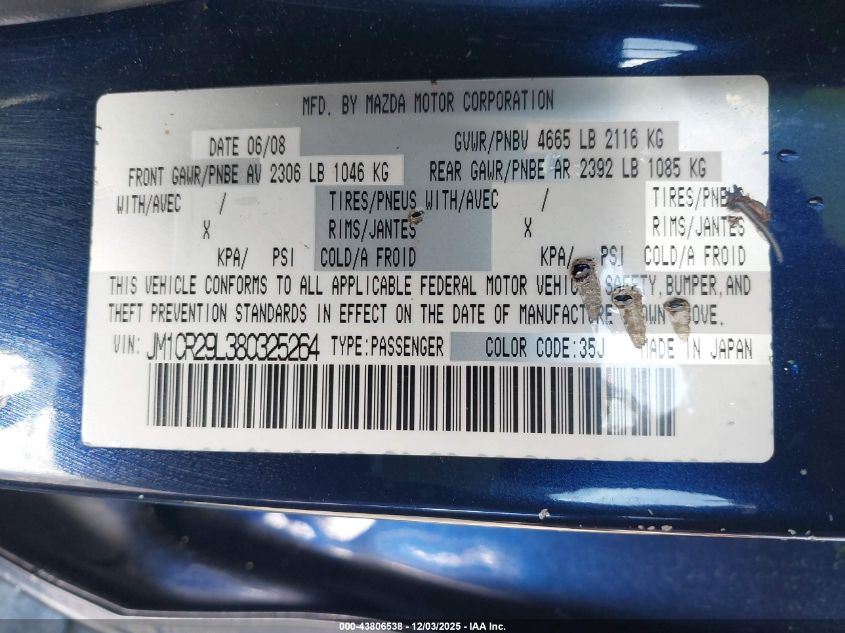 MFD. BY MAZDA MOTOR CORPORATION
DATE 06/08 GVWR/PNBV 4665 LB 2116 KG
FRONT GAWR/PNBE AV 2306 LB 1046 KG REAR GAWR/PNBE AR 2392 LB 1085 KG
WITH/AVEC / TIRES/PNEUS WITH/AVEC / TIRES/PNEUS
X RIMS/JANTES X RIMS/JANTES
KPA/ PSI COLD/A FROID KPA/ PSI COLD/A FROID
THIS VEHICLE CONFORMS TO ALL APPLICABLE FEDERAL MOTOR VEHICLE SAFETY,BUMPER,AND
THEFT PREVENTION STANDARDS IN EFFECT ON THE DATE OF MANUFACTURE SHOWN ABOVE.
VIN: JM1CR29L380325264 TYPE:PASSENGER COLOR CODE:35J MADE IN JAPAN
000-43806538 - 12/03/2025 - IAA Inc.